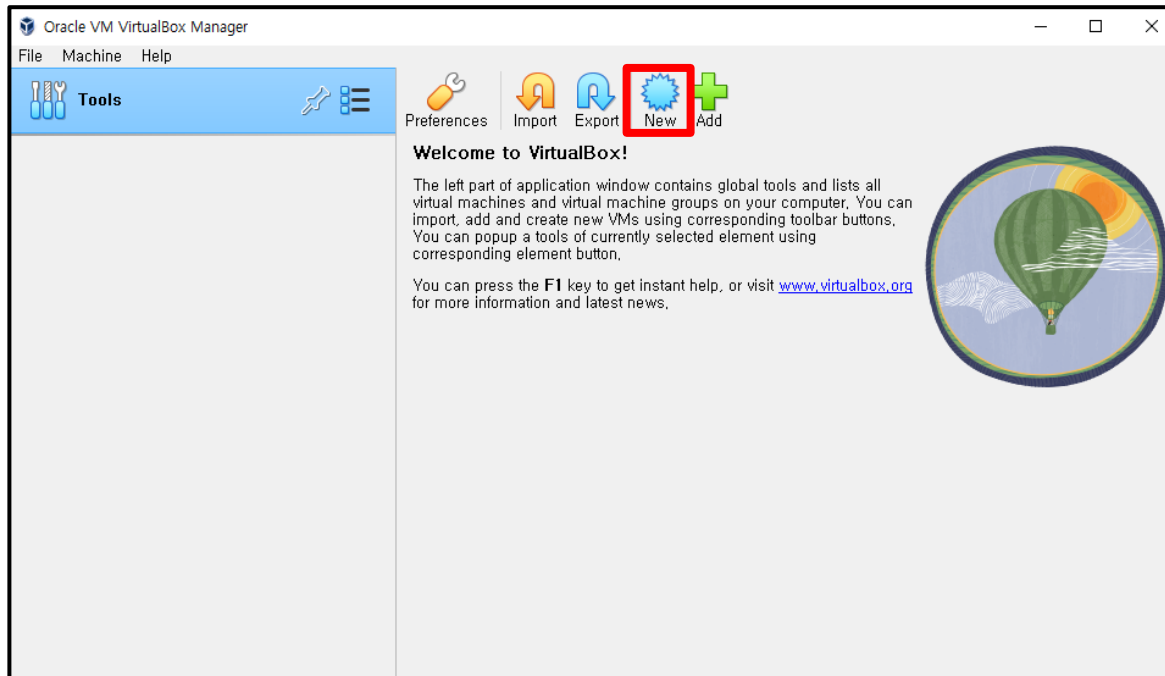 Oracle VM VirtualBox Manager
File Machine Help
Tools
Preferences Import Export New Add
Welcome to VirtualBox!
The left part of application window contains global tools and lists all
virtual machines and virtual machine groups on your computer. You can
import, add and create new VMs using corresponding toolbar buttons.
You can popup a tools of currently selected element using
corresponding element button.
You can press the F1 key to get instant help, or visit www.virtualbox.org
for more information and latest news.